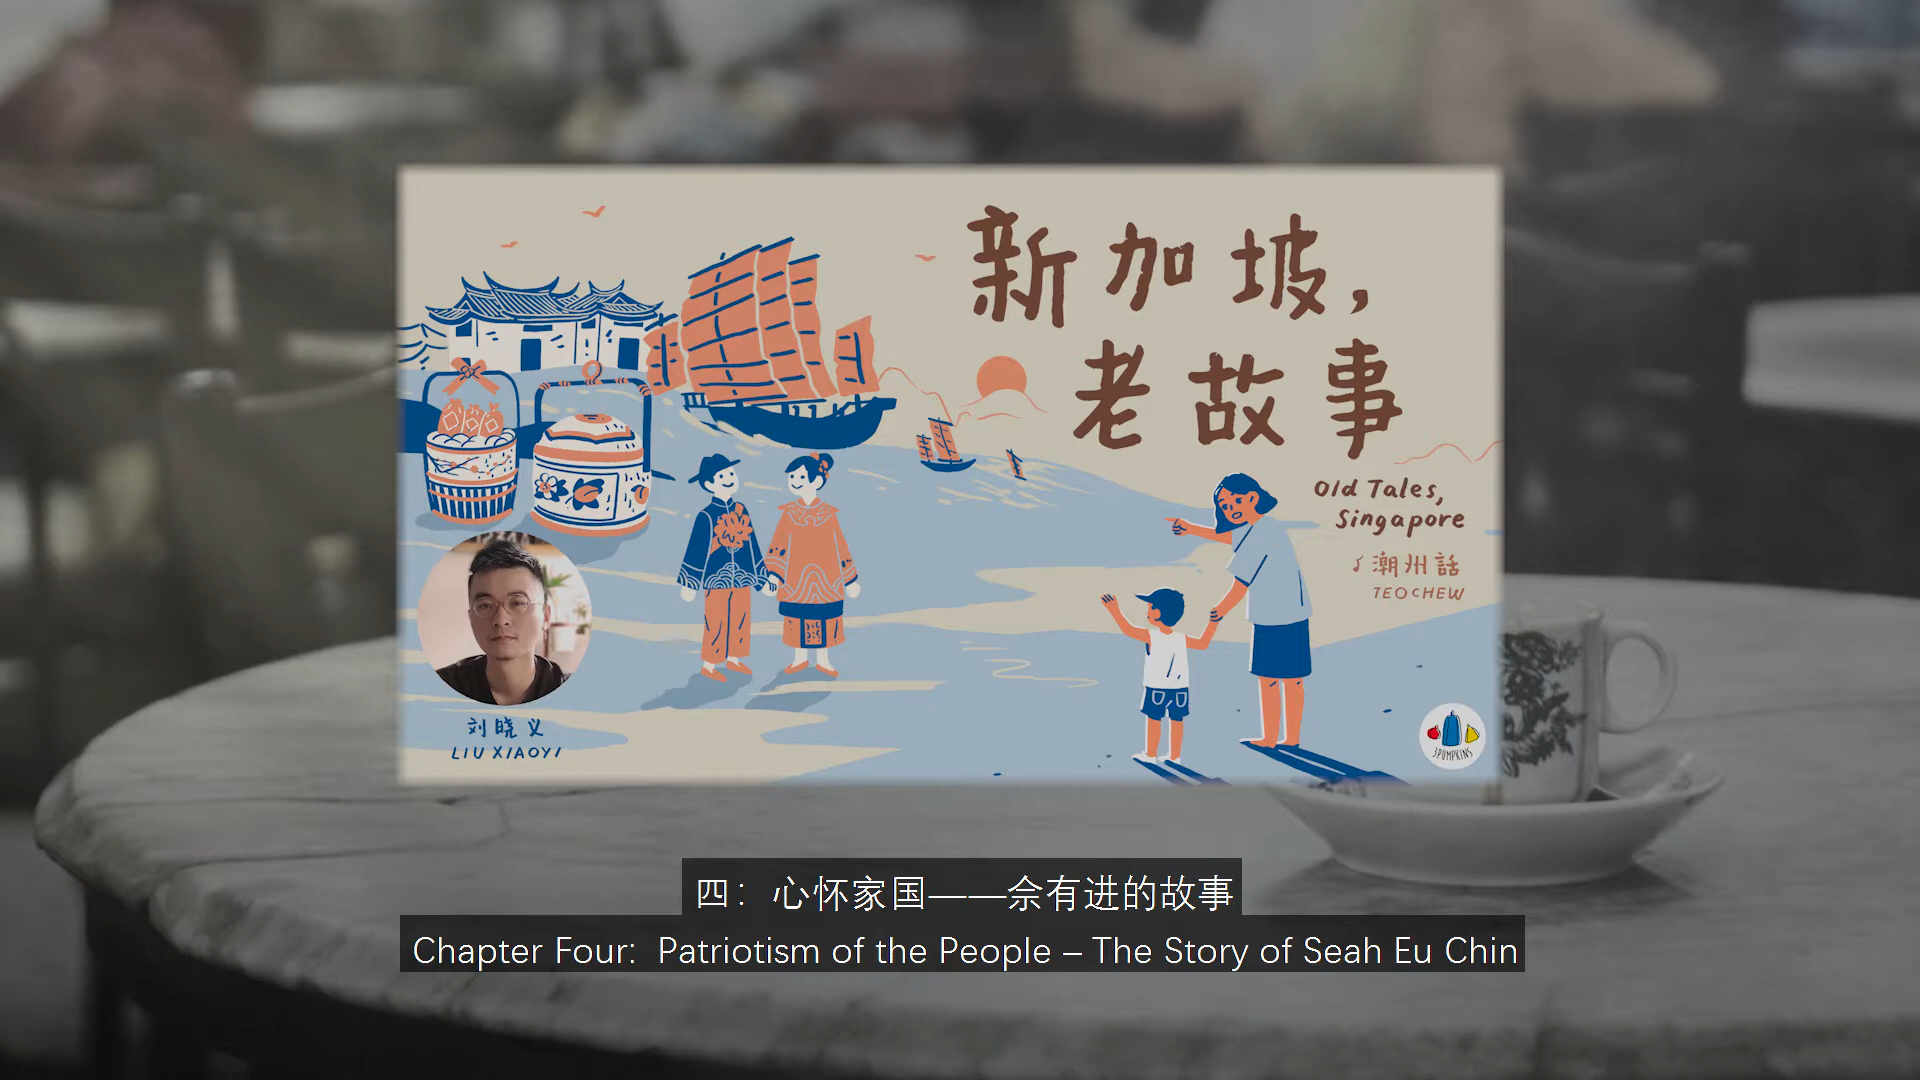 新加坡，
老故事
Old Tales,
Singapore
潮州話
TEOCHEW
刘晓义
LIU XIAOYI
3PUMPKINS
四：心怀家国——佘有进的故事
Chapter Four: Patriotism of the People – The Story of Seah Eu Chin